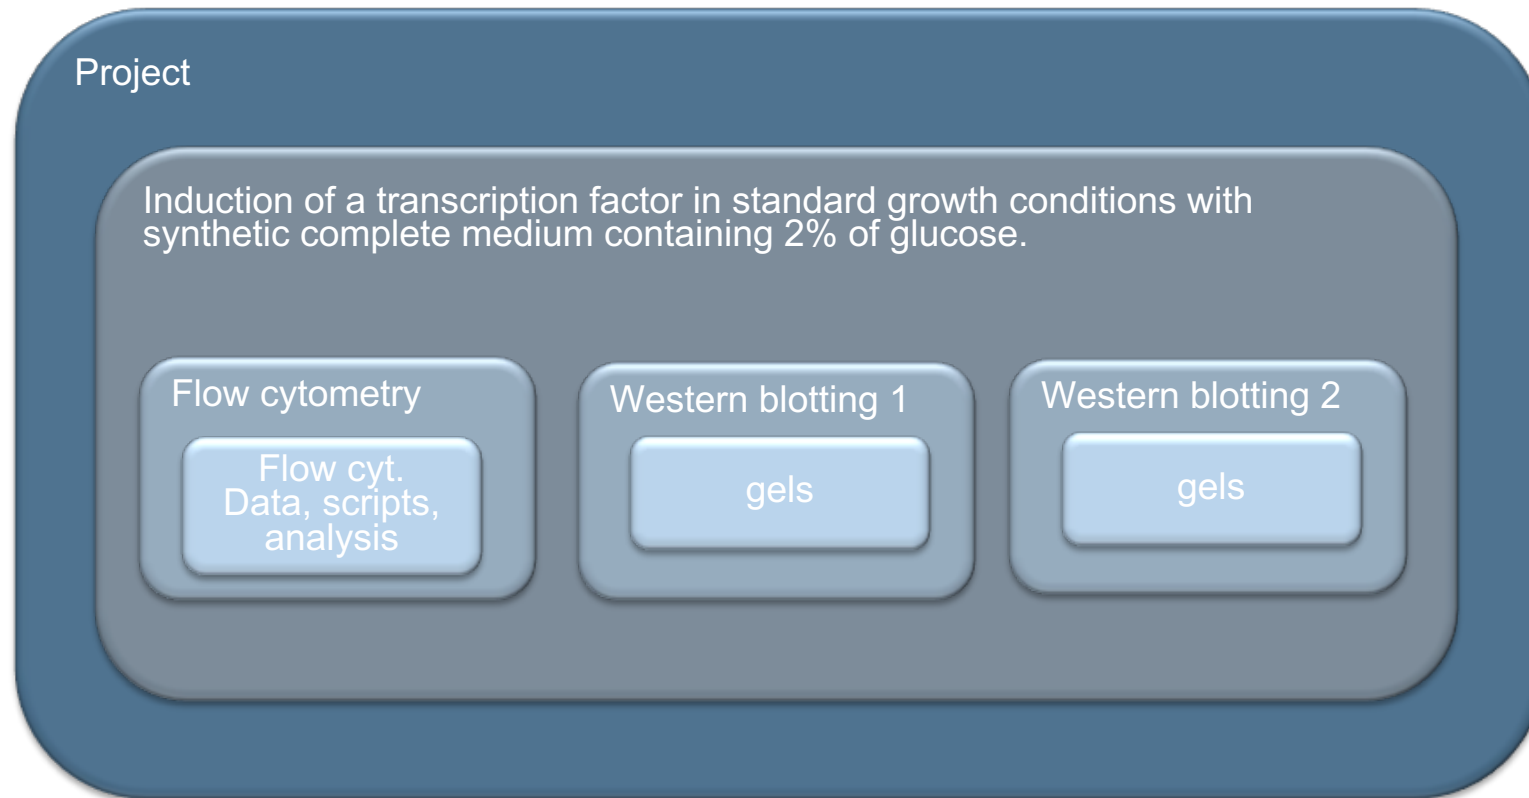 Project
Induction of a transcription factor in standard growth conditions with
synthetic complete medium containing 2% of glucose.
Flow cytometry
Flow cyt.
Data, scripts,
analysis
Western blotting 1
gels
Western blotting 2
gels